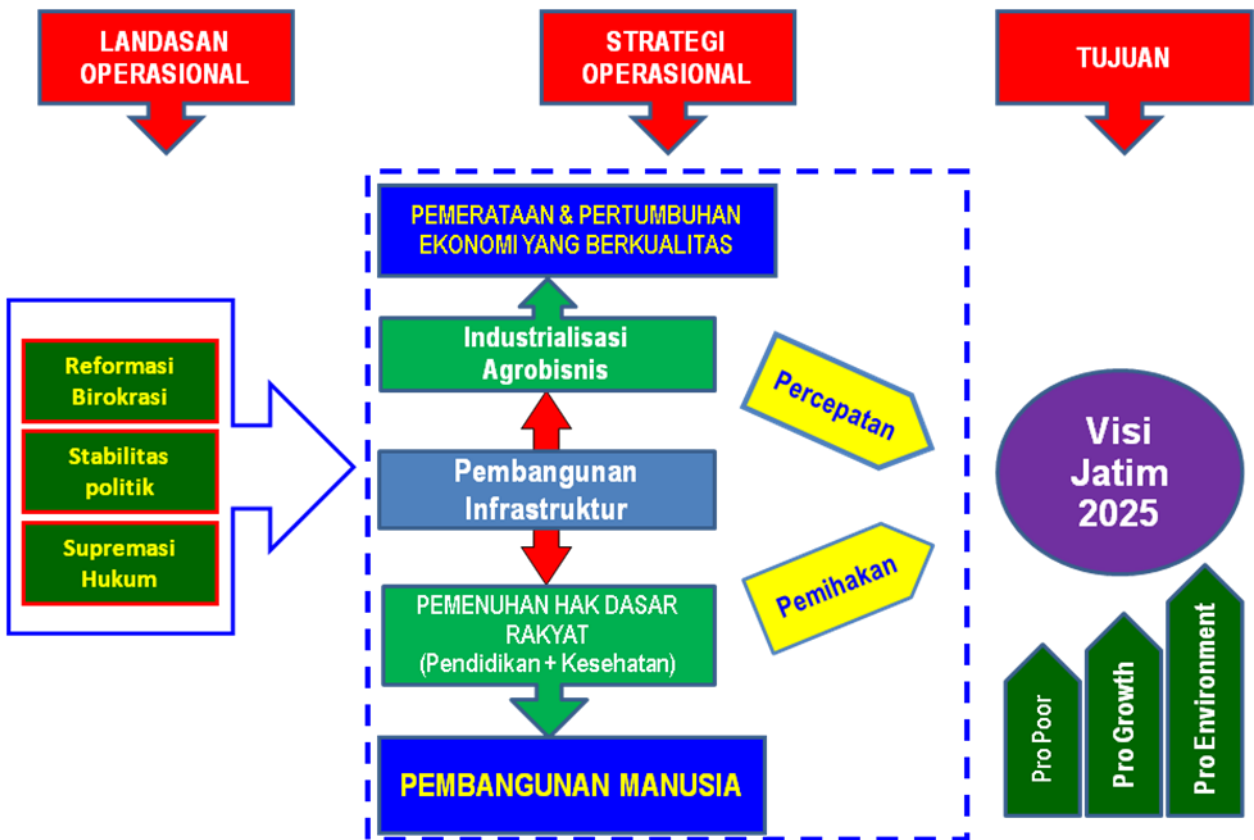 LANDASAN
OPERASIONAL
STRATEGI
OPERASIONAL
TUJUAN
Reformasi
Birokrasi
Stabilitas
politik
Supremasi
Hukum
PEMERATAAN & PERTUMBUHAN
EKONOMI YANG BERKUALITAS
Industrialisasi
Agrobisnis
Pembangunan
Infrastruktur
PEMENUHAN HAK DASAR
RAKYAT
(Pendidikan + Kesehatan)
PEMBANGUNAN MANUSIA
Percepatan
Pemihakan
Visi
Jatim
2025
Pro Poor
Pro Growth
Pro Environment